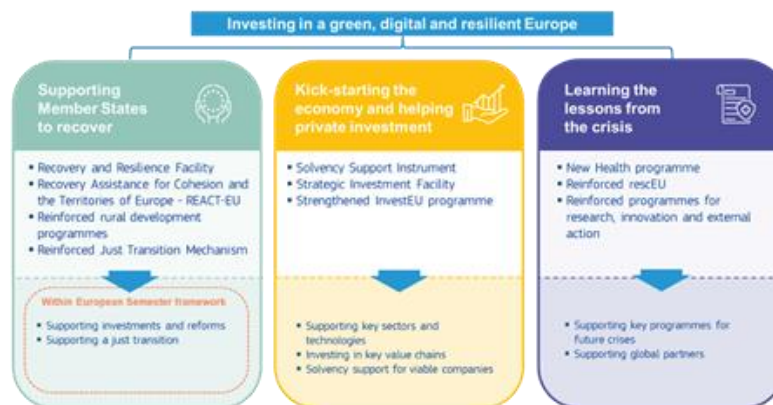 Investing in a green, digital and resilient Europe
Supporting
Member States
to recover
▪ Recovery and Resilience Facility
▪ Recovery Assistance for Cohesion and
the Territories of Europe - REACT-EU
▪ Reinforced rural development
programmes
▪ Reinforced Just Transition Mechanism
Within European Semester framework
▪ Supporting investments and reforms
▪ Supporting a just transition
Kick-starting the
economy and helping
private investment
▪ Solvency Support Instrument
▪ Strategic Investment Facility
▪ Strengthened InvestEU programme
▪ Supporting key sectors and
technologies
▪ Investing in key value chains
▪ Solvency support for viable companies
Learning the
lessons from
the crisis
▪ New Health programme
▪ Reinforced rescEU
▪ Reinforced programmes for
research, innovation and external
action
▪ Supporting key programmes for
future crises
▪ Supporting global partners